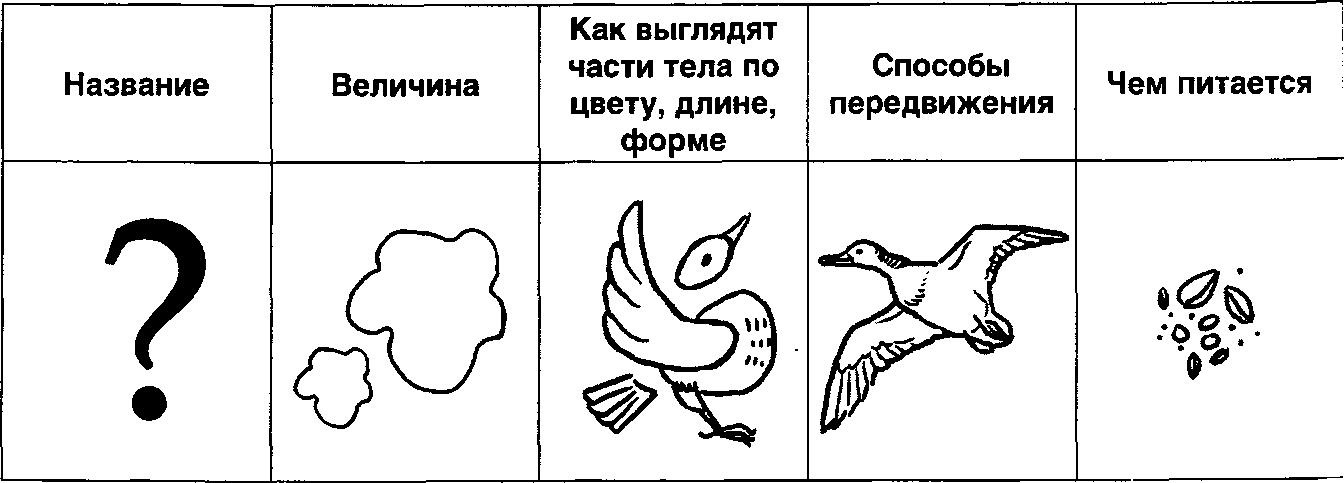 Название
Величина
Как выглядят
части тела по
цвету, длине,
форме
Способы
передвижения
Чем питается
?